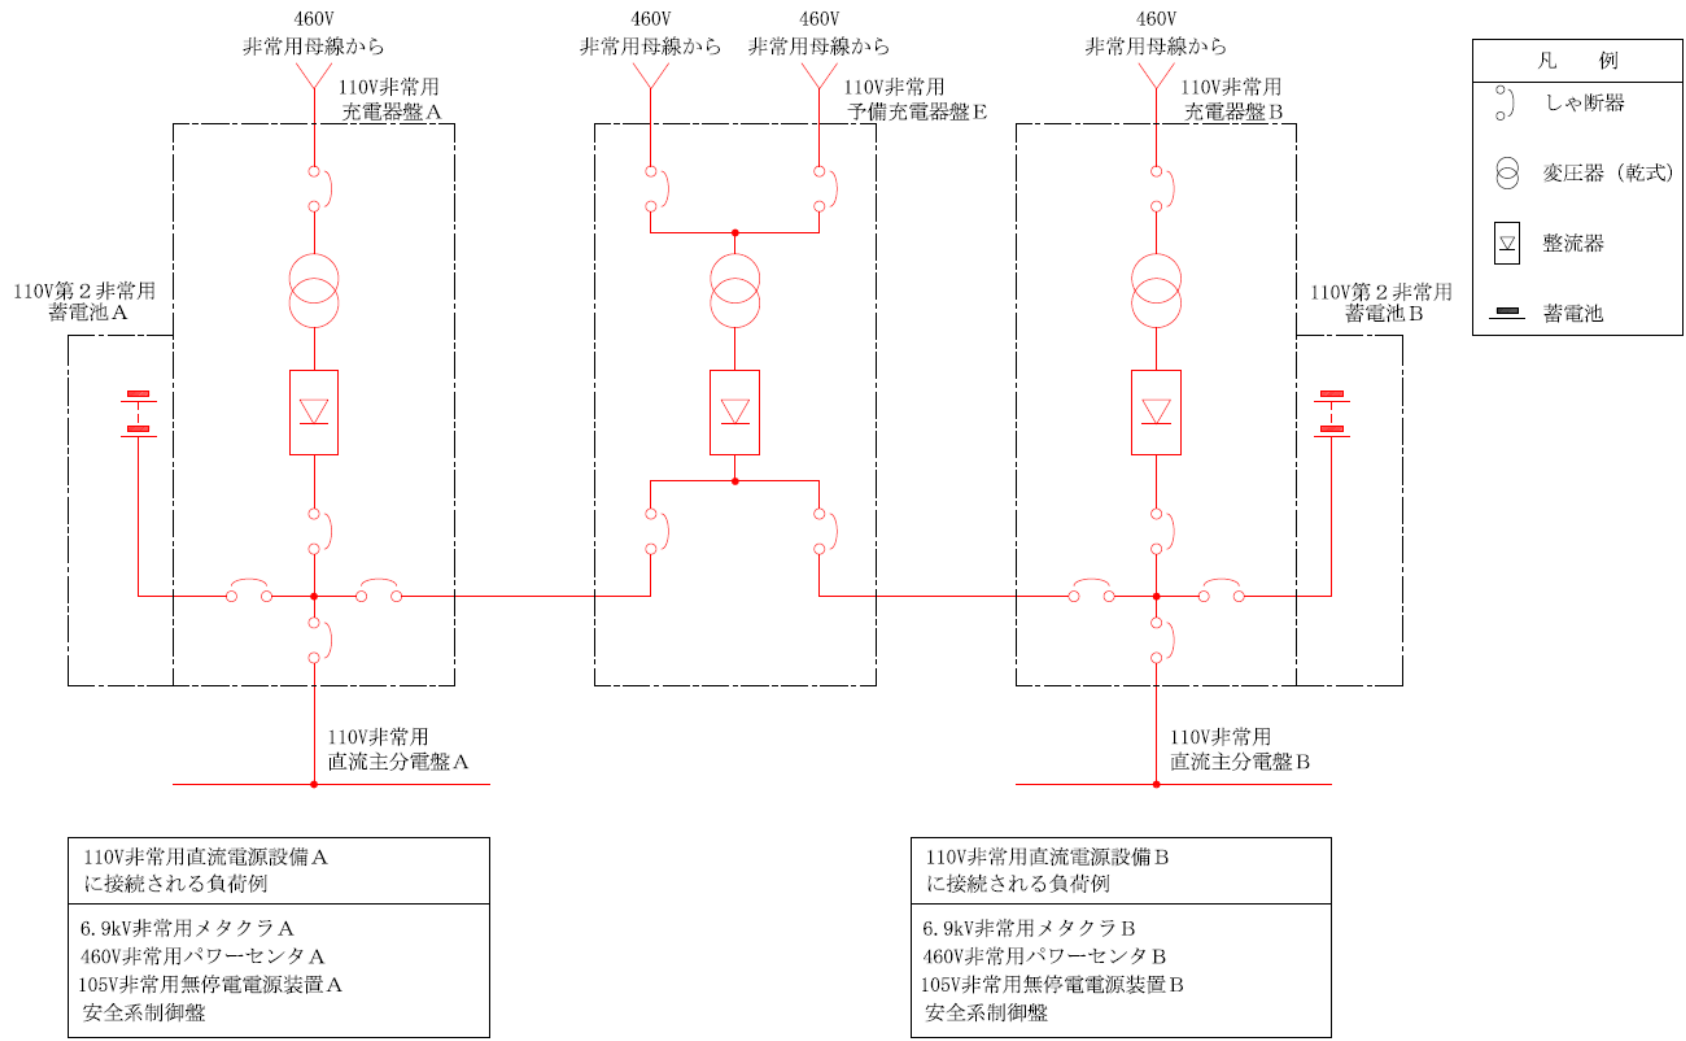 460V
非常用母線から
460V
非常用母線から
460V
非常用母線から
460V
非常用母線から
110V非常用
充電器盤A
110V非常用
予備充電器盤E
110V非常用
充電器盤B
凡　例
しゃ断器
変圧器（乾式）
整流器
蓄電池
110V第２非常用
蓄電池A
110V第２非常用
蓄電池B
110V非常用
直流主分電盤A
110V非常用
直流主分電盤B
110V非常用直流電源設備A
に接続される負荷例
6.9kV非常用メタクラA
460V非常用パワーセンタA
105V非常用無停電電源装置A
安全系制御盤
110V非常用直流電源設備B
に接続される負荷例
6.9kV非常用メタクラB
460V非常用パワーセンタB
105V非常用無停電電源装置B
安全系制御盤